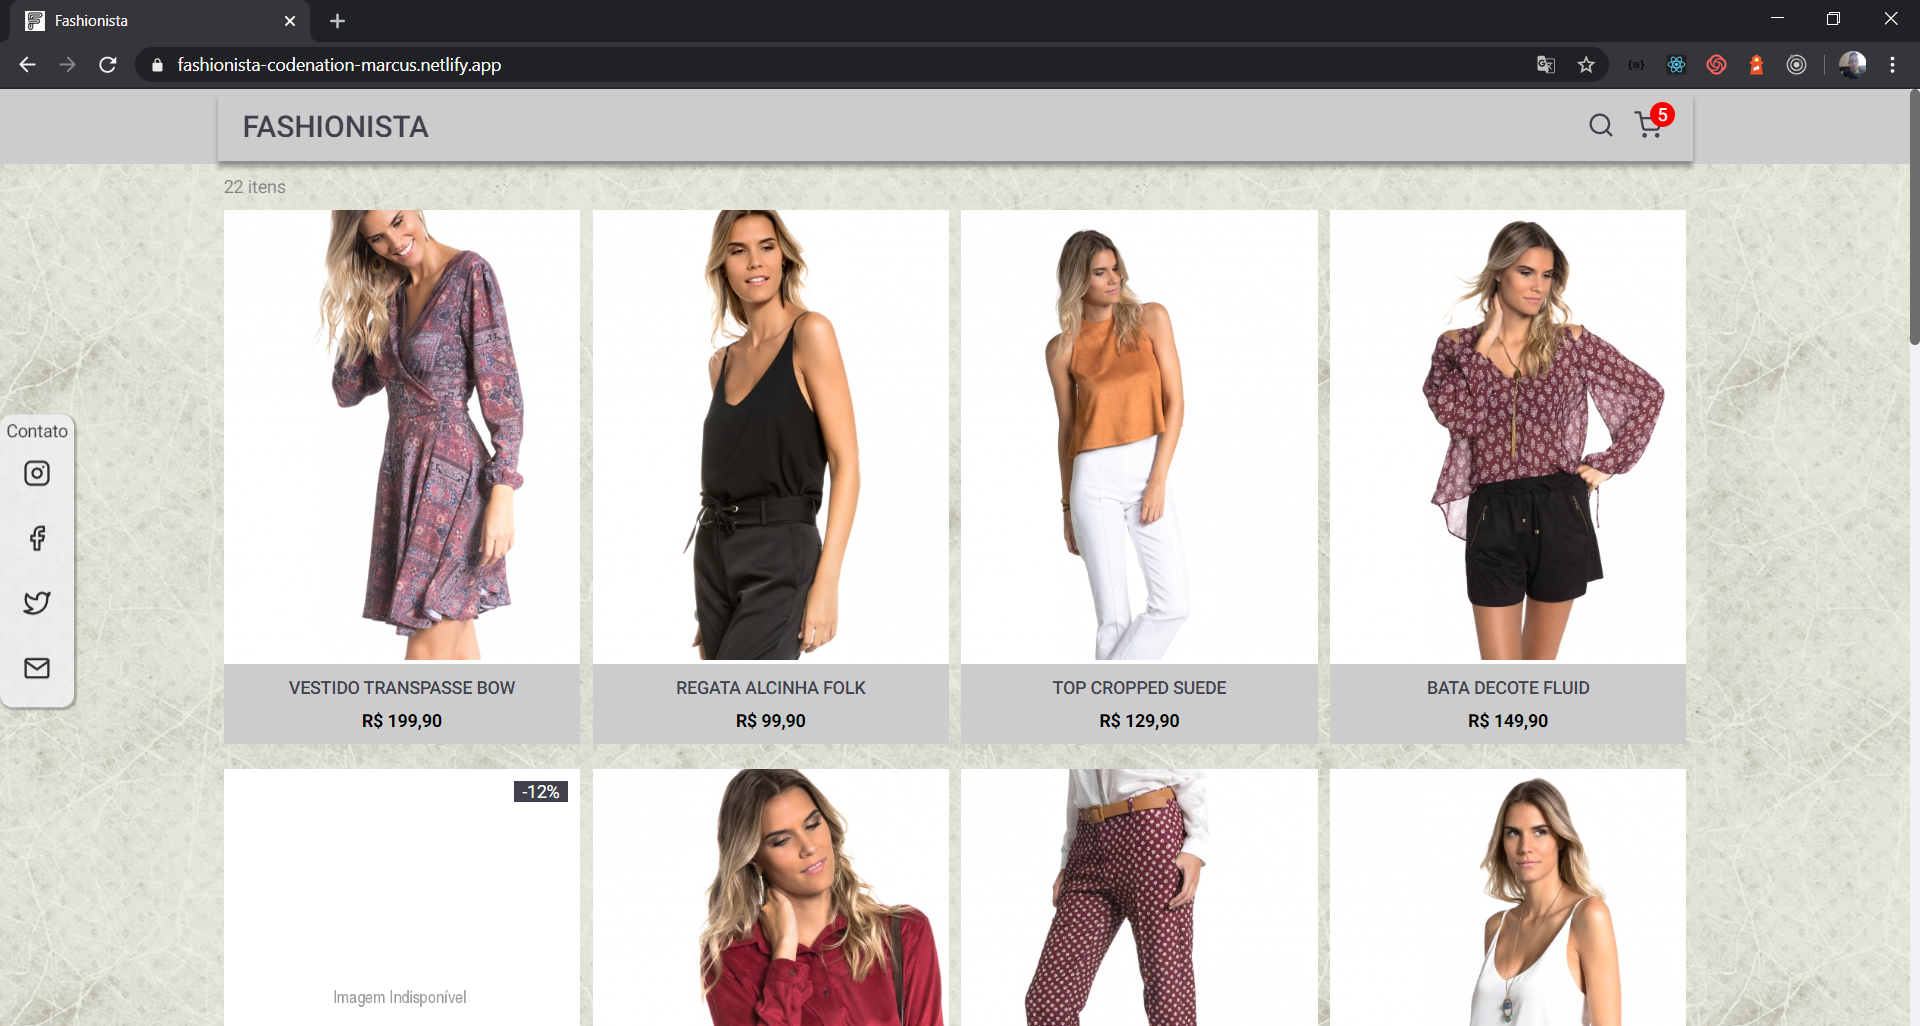 Fashionista
fashionista-codenation-marcus.netlify.app
FASHIONISTA
5
22 itens
Contato
VESTIDO TRANSPASSE BOW
R$ 199,90
REGATA ALCINHA FOLK
R$ 99,90
TOP CROPPED SUEDE
R$ 129,90
BATA DECOTE FLUID
R$ 149,90
-12%
Imagem Indisponível